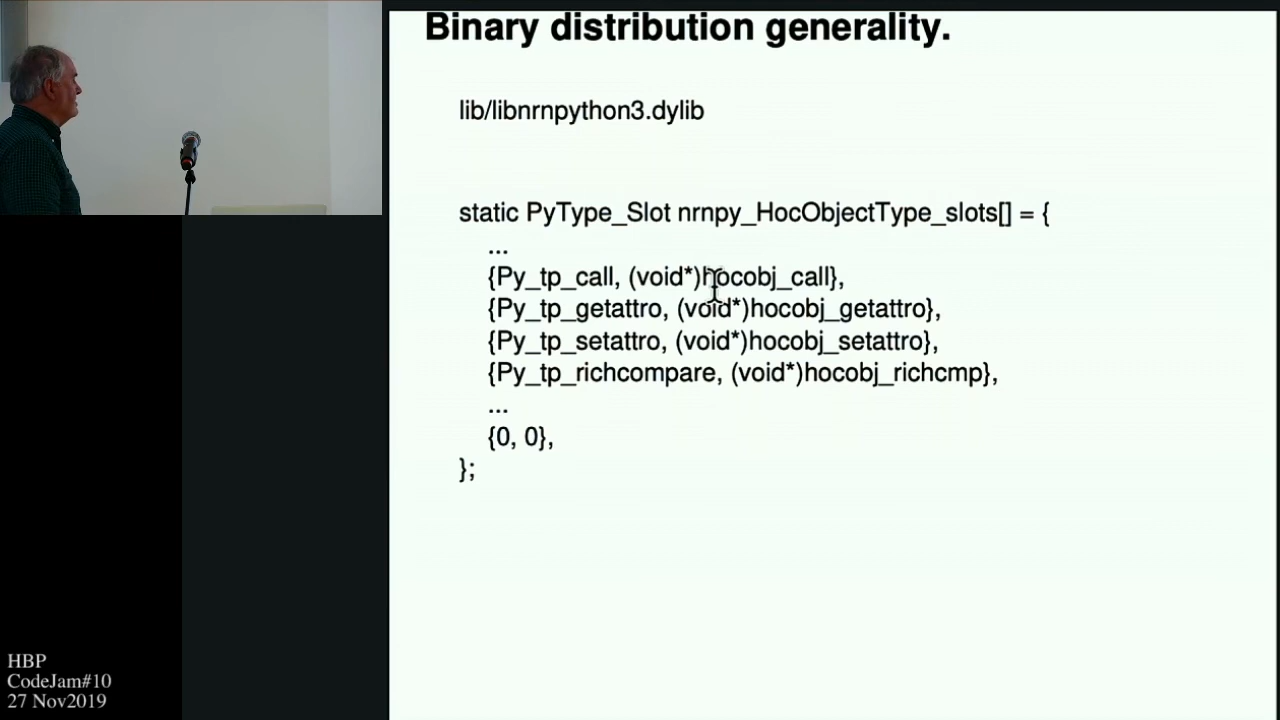 Binary distribution generality.
lib/libnrnpython3.dylib
static PyType_Slot nrnpy_HocObjectType_slots[] = {
...
{Py_tp_call, (void*)hocobj_call},
{Py_tp_getattro, (void*)hocobj_getattro},
{Py_tp_setattro, (void*)hocobj_setattro},
{Py_tp_richcompare, (void*)hocobj_richcmp},
...
{0, 0},
};
HBP
CodeJam#10
27 Nov2019